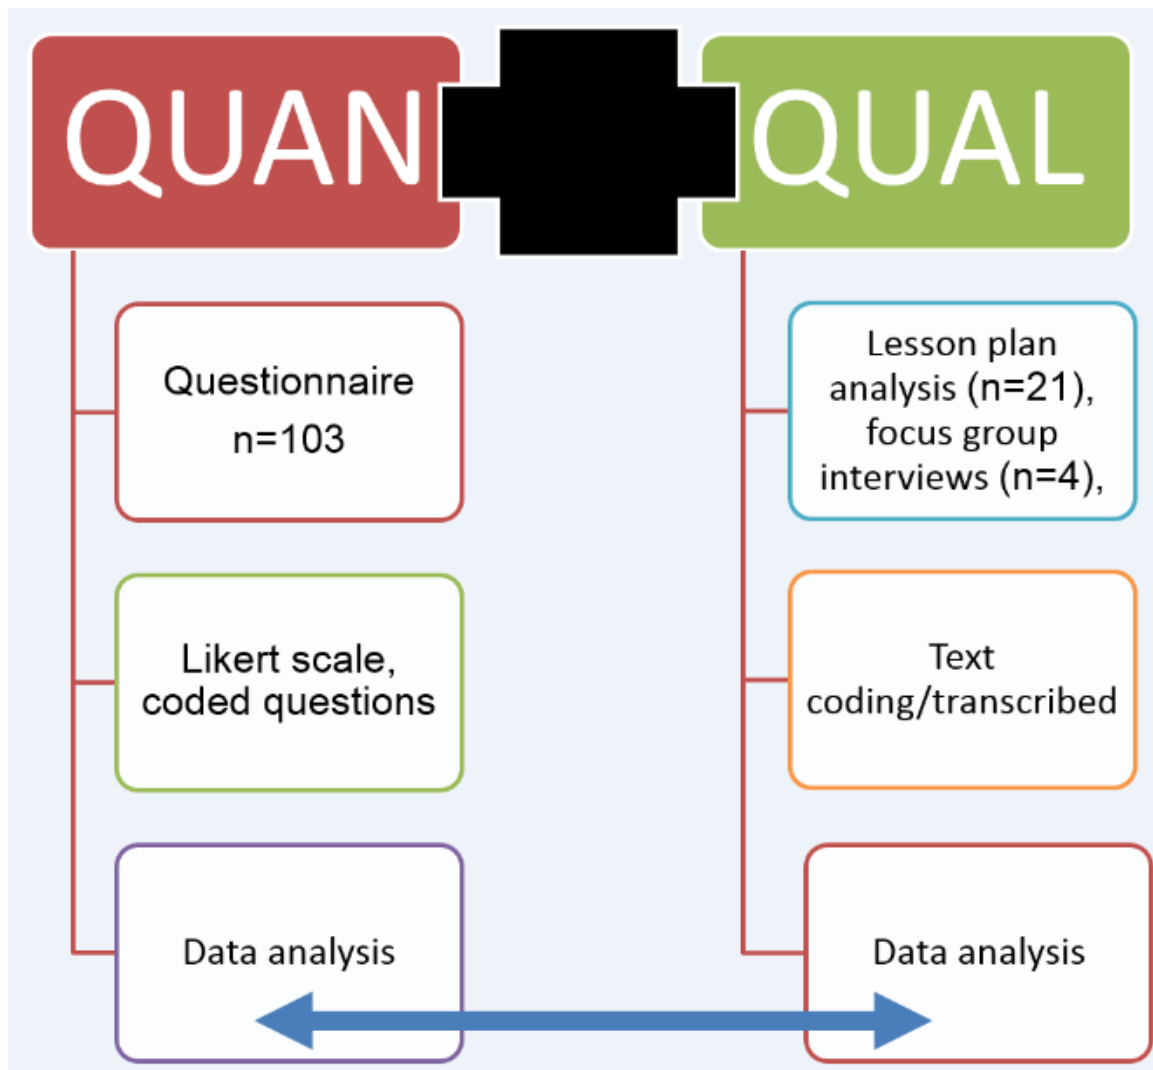 QUAN
QUAL
Questionnaire
n=103
Likert scale,
coded questions
Data analysis
Lesson plan
analysis (n=21),
focus group
interviews (n=4),
Text
coding/transcribed
Data analysis